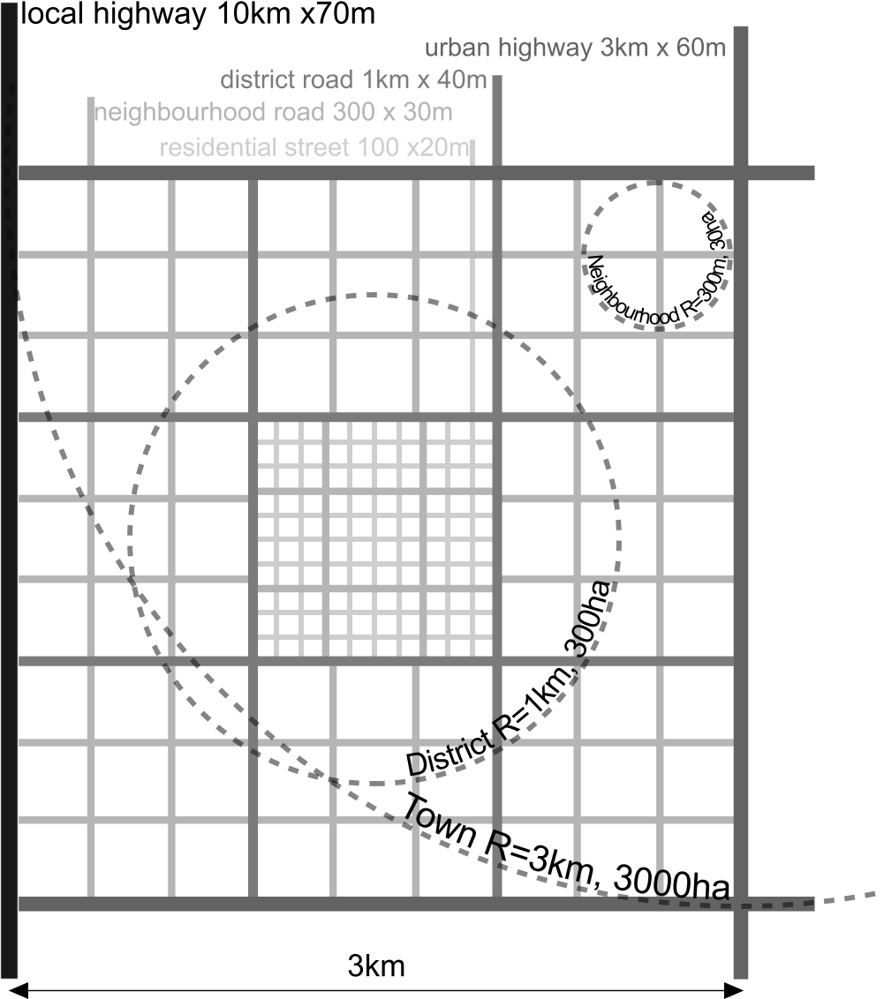 local highway 10km x70m
urban highway 3km x 60m
district road 1km x 40m
neighbourhood road 300 x 30m
residential street 100 x20m
Neighbourhood R=300m, 30ha
District R=1km, 300ha
Town R=3km, 3000ha
3km